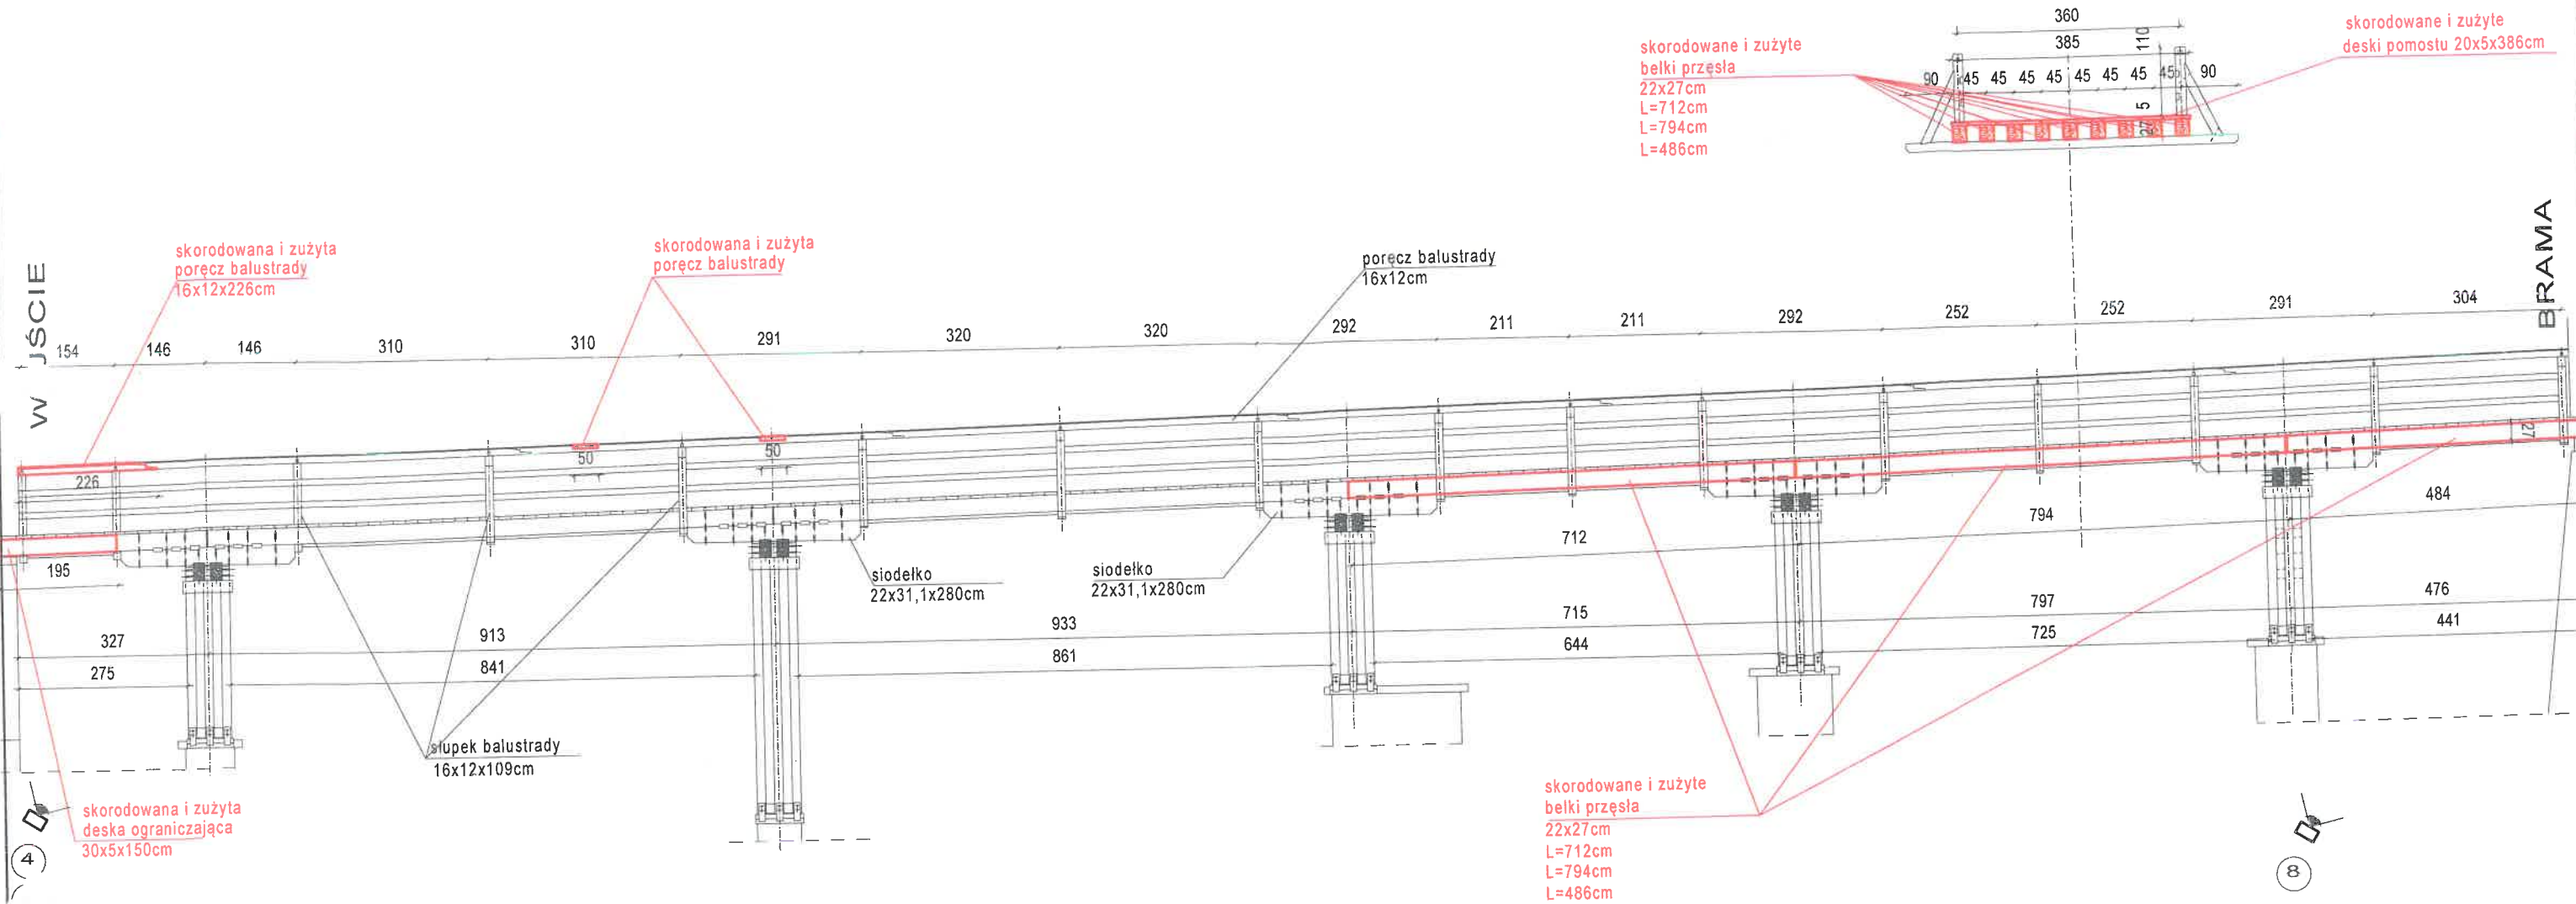 360
385
110
90 45 45 45 45 45 45 45 45 90
5
27
skorodowane i zużyte
belki przęsła
22x27cm
L=712cm
L=794cm
L=486cm
skorodowane i zużyte
deski pomostu 20x5x386cm
W JŚCIE
BRAMA
skorodowana i zużyta
poręcz balustrady
16x12x226cm
skorodowana i zużyta
poręcz balustrady
poręcz balustrady
16x12cm
154 146 146 310 310 291 320 320 292 211 211 292 252 252 291 304
226
50
50
27
195
712
794
484
siodełko
22x31,1x280cm
siodełko
22x31,1x280cm
327 913 933 715 797 476
275 841 861 644 725 441
słupek balustrady
16x12x109cm
skorodowana i zużyta
deska ograniczająca
30x5x150cm
skorodowane i zużyte
belki przęsła
22x27cm
L=712cm
L=794cm
L=486cm
4
8